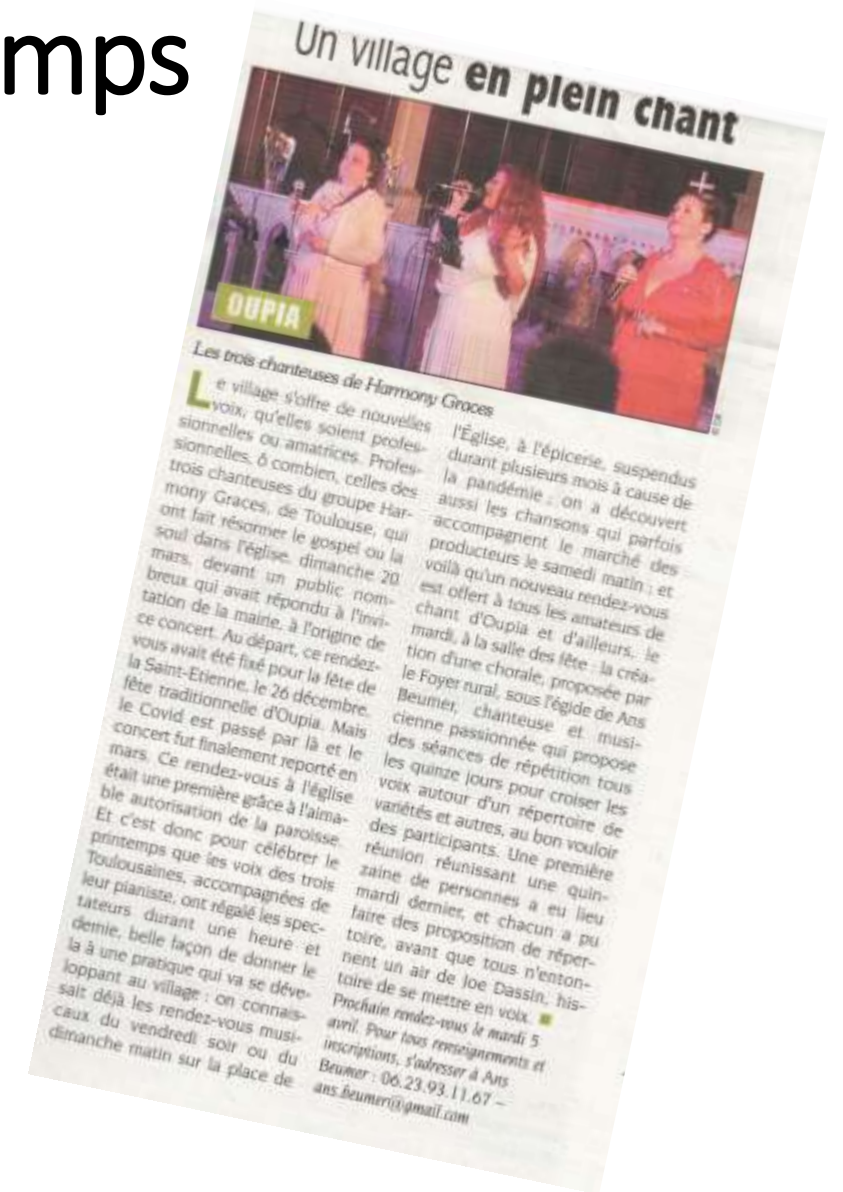 mps
Un village en plein chant
OUPIA
Les trois chanteuses de Harmony Graces
Le village s'offre de nouvelles
voix, qu'elles soient profes-
sionnelles ou amatrices. Profes-
sionnelles, ô combien, celles des
trois chanteuses du groupe Har-
mony Graces, de Toulouse, qui
ont fait résonner le gospel ou la
soul dans l'église, dimanche 20
mars, devant un public nom-
breux qui avait répondu à l'invi-
tation de la mairie, à l'origine de
ce concert. Au départ, ce rendez-
vous avait été fixé pour la fête de
la Saint-Etienne, le 26 décembre,
fête traditionnelle d'Oupia. Mais
le Covid est passé par là et le
concert fut finalement reporté en
mars. Ce rendez-vous à l'église
était une première grâce à l'aima-
ble autorisation de la paroisse.
Et c'est donc pour célébrer le
printemps que les voix des trois
Toulousaines, accompagnées de
leur pianiste, ont régalé les spec-
tateurs durant une heure et
demie, belle façon de donner le
la à une pratique qui va se déve-
loppant au village : on connais-
sait déjà les rendez-vous musi-
caux du vendredi soir ou du
dimanche matin sur la place de
l'Église, à l'épicerie, suspendus
durant plusieurs mois à cause de
la pandémie ; on a découvert
aussi les chansons qui parfois
accompagnent le marché des
producteurs le samedi matin ; et
voilà qu'un nouveau rendez-vous
est offert à tous les amateurs de
chant d'Oupia et d'ailleurs, le
mardi, à la salle des fête : la créa-
tion d'une chorale, proposée par
le Foyer rural, sous l'égide de Ans
Beumer, chanteuse et musi-
cienne passionnée qui propose
des séances de répétition tous
les quinze jours pour croiser les
voix autour d'un répertoire de
variétés et autres, au bon vouloir
des participants. Une première
réunion réunissant une quin-
zaine de personnes a eu lieu
mardi dernier, et chacun a pu
faire des proposition de réper-
toire, avant que tous n'enton-
nent un air de Joe Dassin, his-
toire de se mettre en voix.
Prochain rendez-vous le mardi 5
avril. Pour tous renseignements et
inscriptions, s'adresser à Ans
Beumer : 06.23.93.11.67 –
ans.beumer@gmail.com